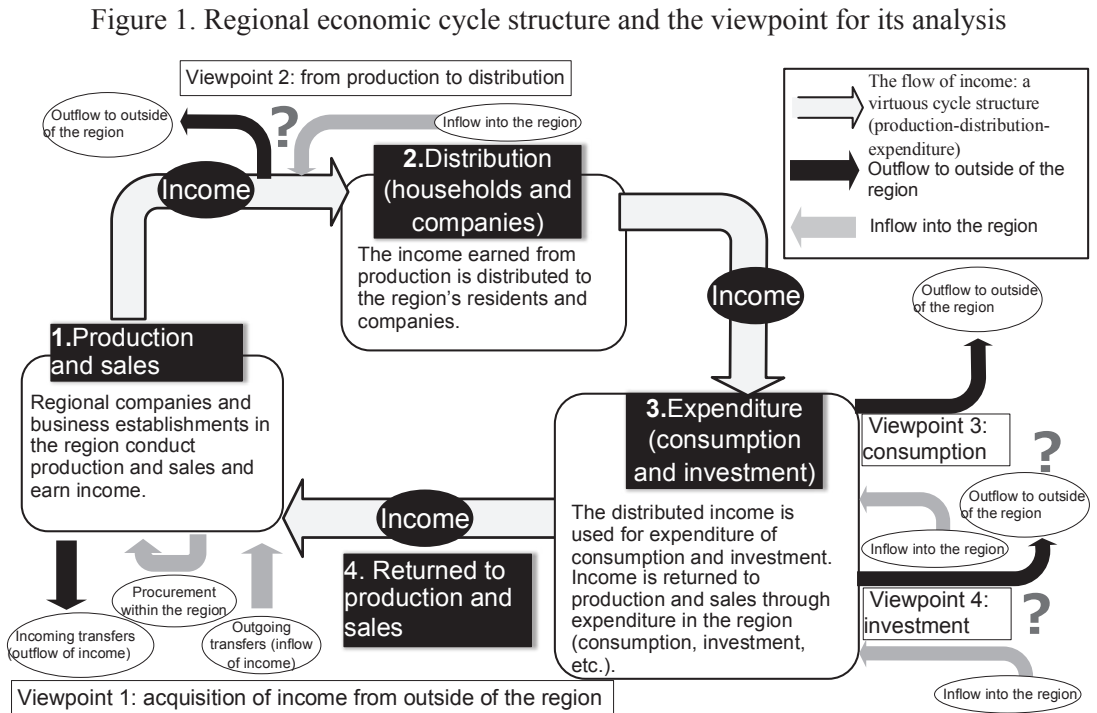 Figure 1. Regional economic cycle structure and the viewpoint for its analysis
Viewpoint 2: from production to distribution
Outflow to outside
of the region
?
Inflow into the region
The flow of income: a
virtuous cycle structure
(production-distribution-
expenditure)
Outflow to outside of the
region
Inflow into the region
Income
2.Distribution
(households and
companies)
The income earned from
production is distributed to
the region's residents and
companies.
Income
Outflow to outside
of the region
1.Production
and sales
Regional companies and
business establishments in
the region conduct
production and sales and
earn income.
3.Expenditure
(consumption
and investment)
The distributed income is
used for expenditure of
consumption and investment.
Income is returned to
production and sales through
expenditure in the region
(consumption, investment,
etc.).
Viewpoint 3:
consumption
?
Outflow to outside
of the region
Inflow into the region
Viewpoint 4:
investment
?
Inflow into the region
Income
4. Returned to
production and
sales
Procurement
within the region
Incoming transfers
(outflow of income)
Outgoing
transfers (inflow
of income)
Viewpoint 1: acquisition of income from outside of the region